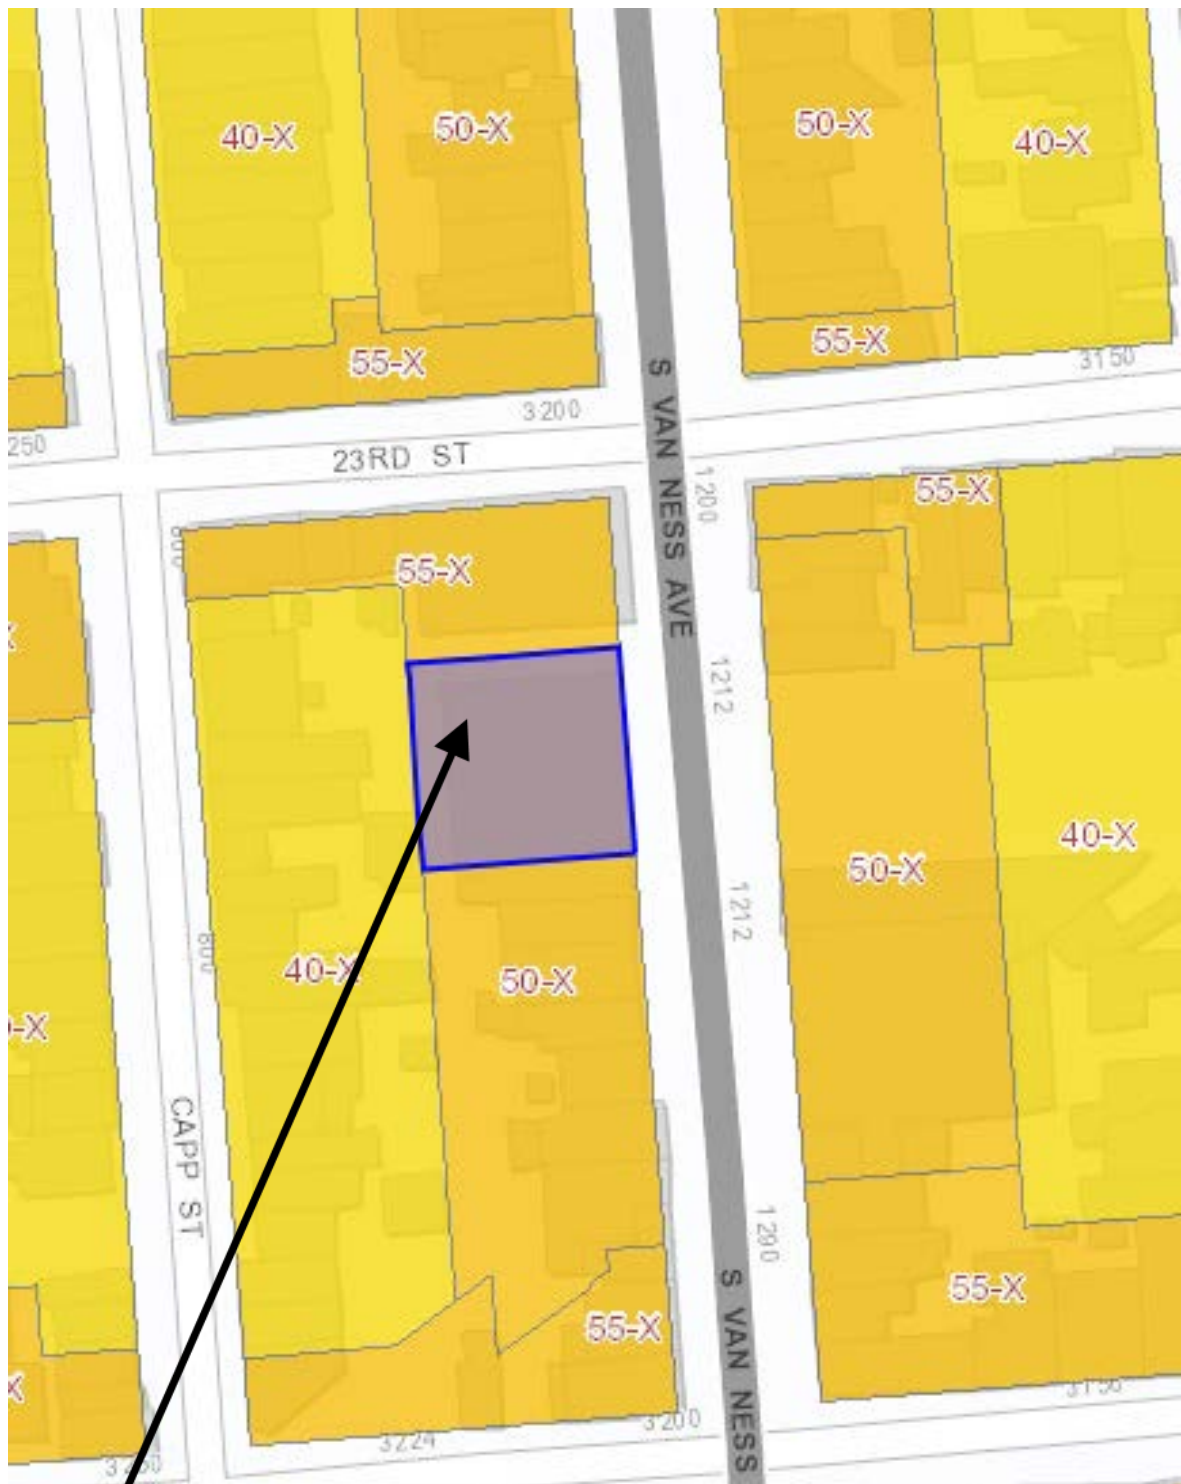 40-X
50-X
50-X
40-X
55-X
55-X
3150
3200
250
23RD ST
S VAN NESS AVE
1200
55-X
55-X
1212
40-X
50-X
1212
800
40-X
50-X
-X
CAPP ST
1290
55-X
55-X
S VAN NESS
X
3200
3224